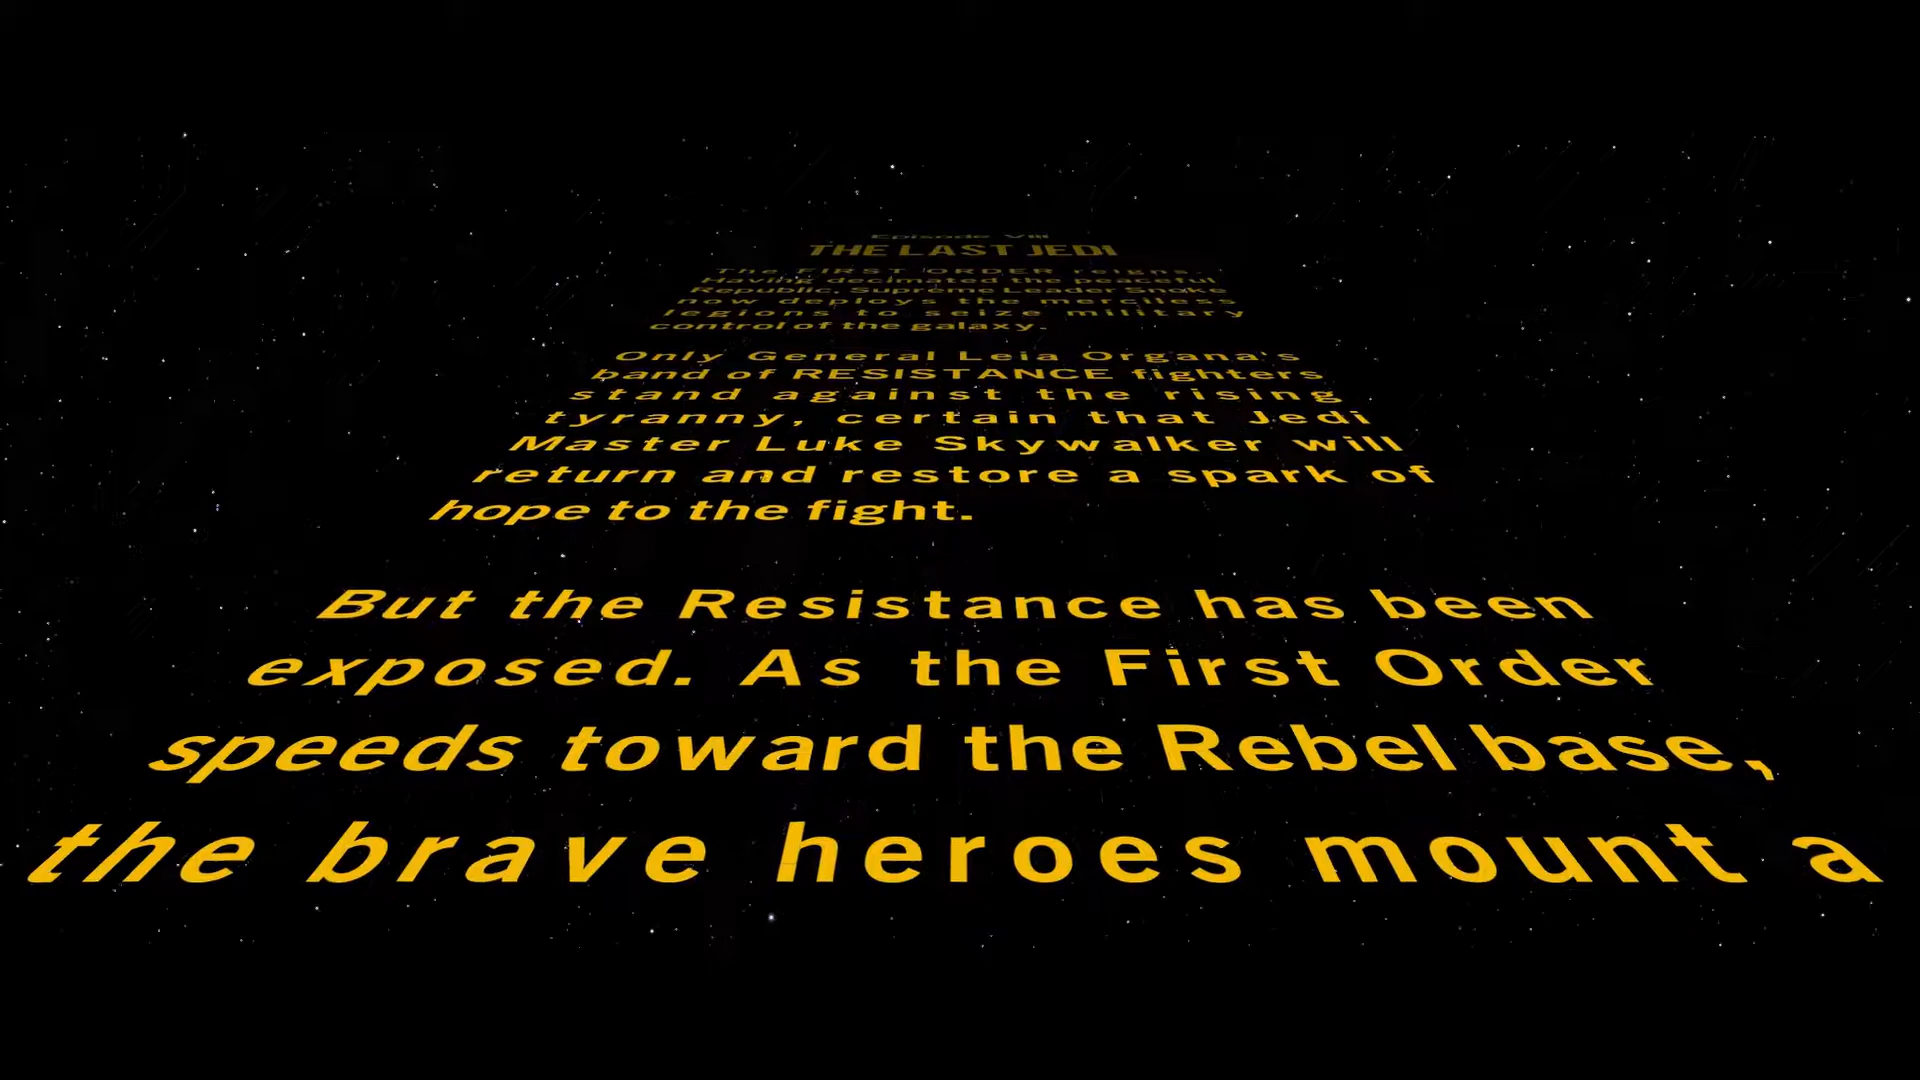 Episode VIII
THE LAST JEDI
The FIRST ORDER reigns.
Having decimated the peaceful
Republic, Supreme Leader Snoke
now deploys the merciless
legions to seize military
control of the galaxy.
Only General Leia Organa's
band of RESISTANCE fighters
stand against the rising
tyranny, certain that Jedi
Master Luke Skywalker will
return and restore a spark of
hope to the fight.
But the Resistance has been
exposed. As the First Order
speeds toward the Rebel base,
the brave heroes mount a